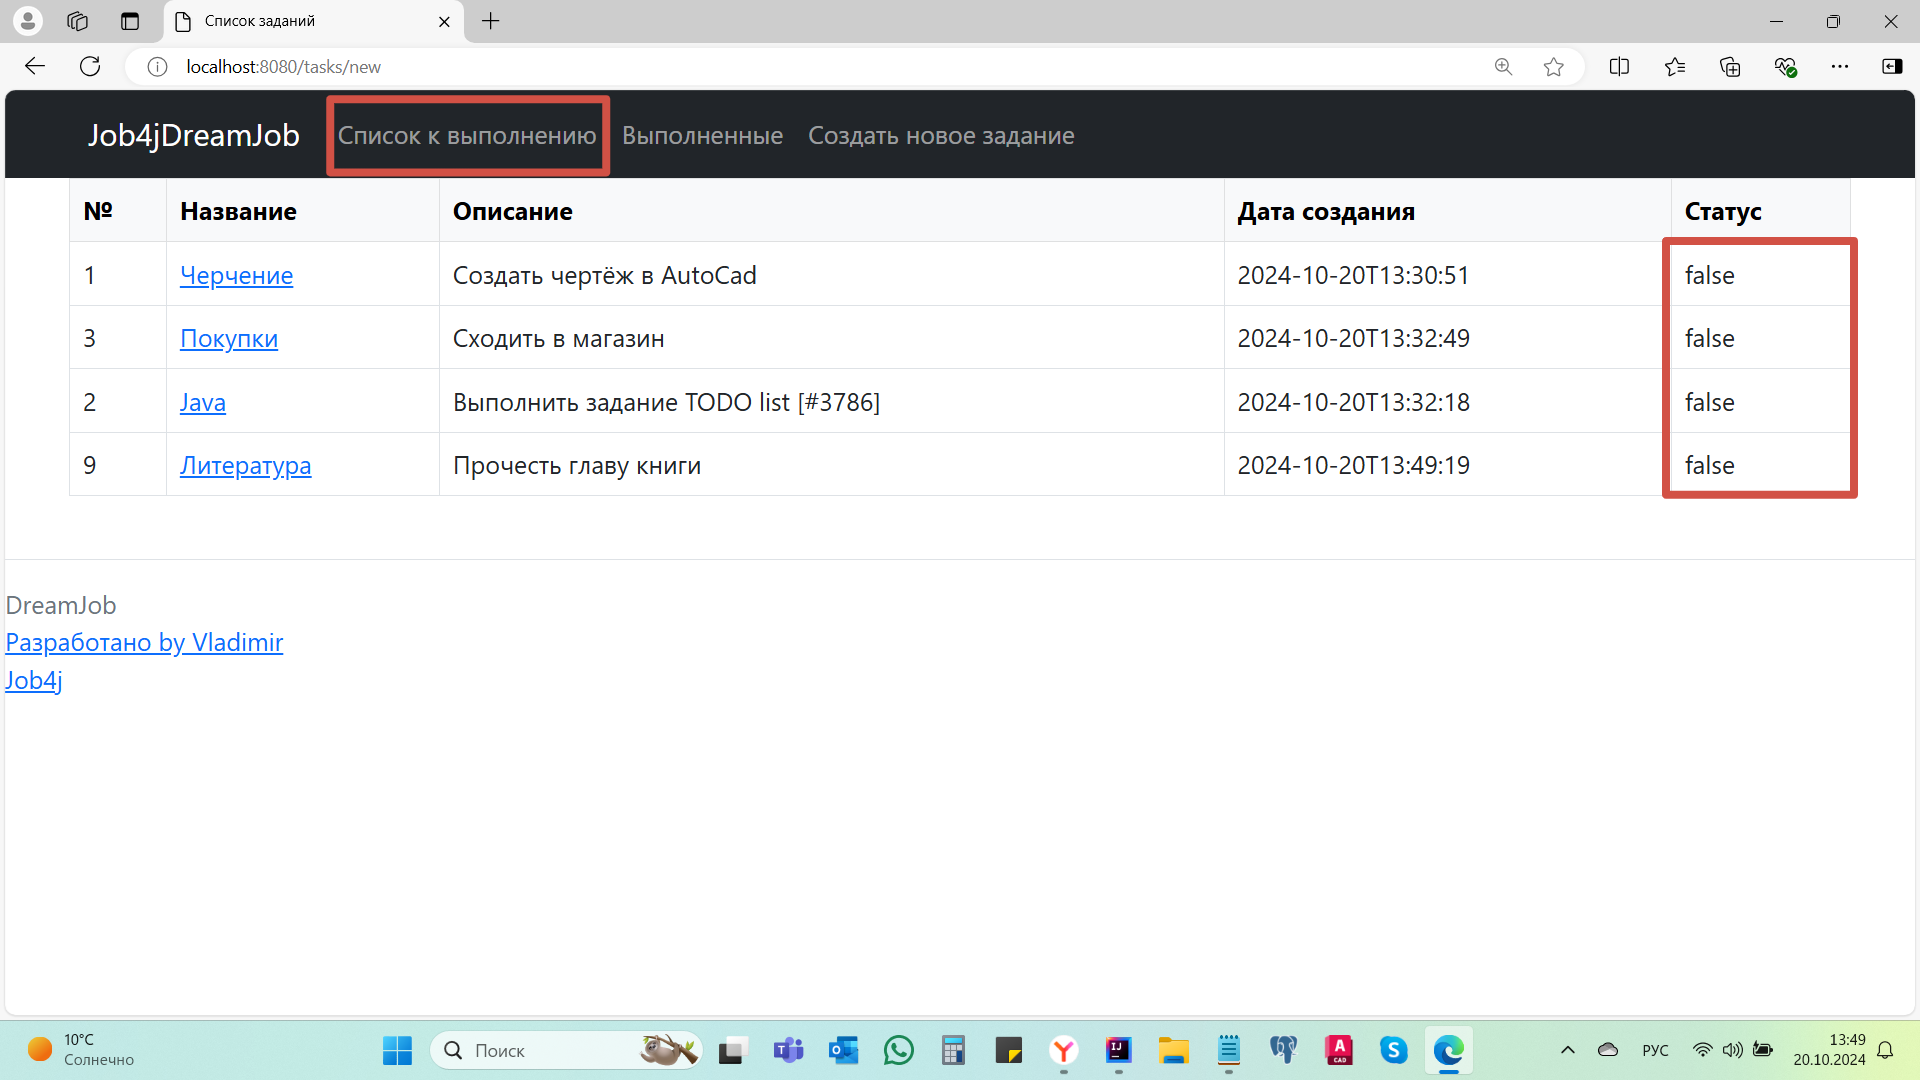 Список заданий
localhost:8080/tasks/new
Job4jDreamJob Список к выполнению Выполненные Создать новое задание
№ Название Описание Дата создания Статус
1 Черчение Создать чертёж в AutoCad 2024-10-20T13:30:51 false
3 Покупки Сходить в магазин 2024-10-20T13:32:49 false
2 Java Выполнить задание TODO list [#3786] 2024-10-20T13:32:18 false
9 Литература Прочесть главу книги 2024-10-20T13:49:19 false
DreamJob
Разработано by Vladimir
Job4j
10°C
Солнечно
Поиск
РУС
13:49
20.10.2024